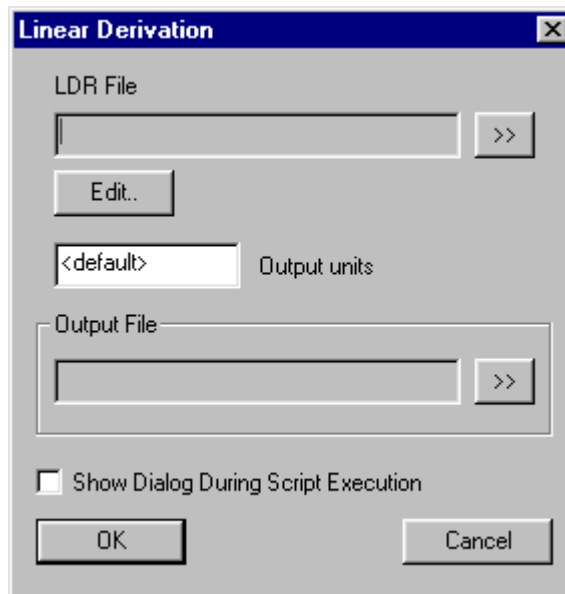 Linear Derivation
LDR File
>>
Edit..
<default> Output units
Output File
>>
Show Dialog During Script Execution
OK Cancel